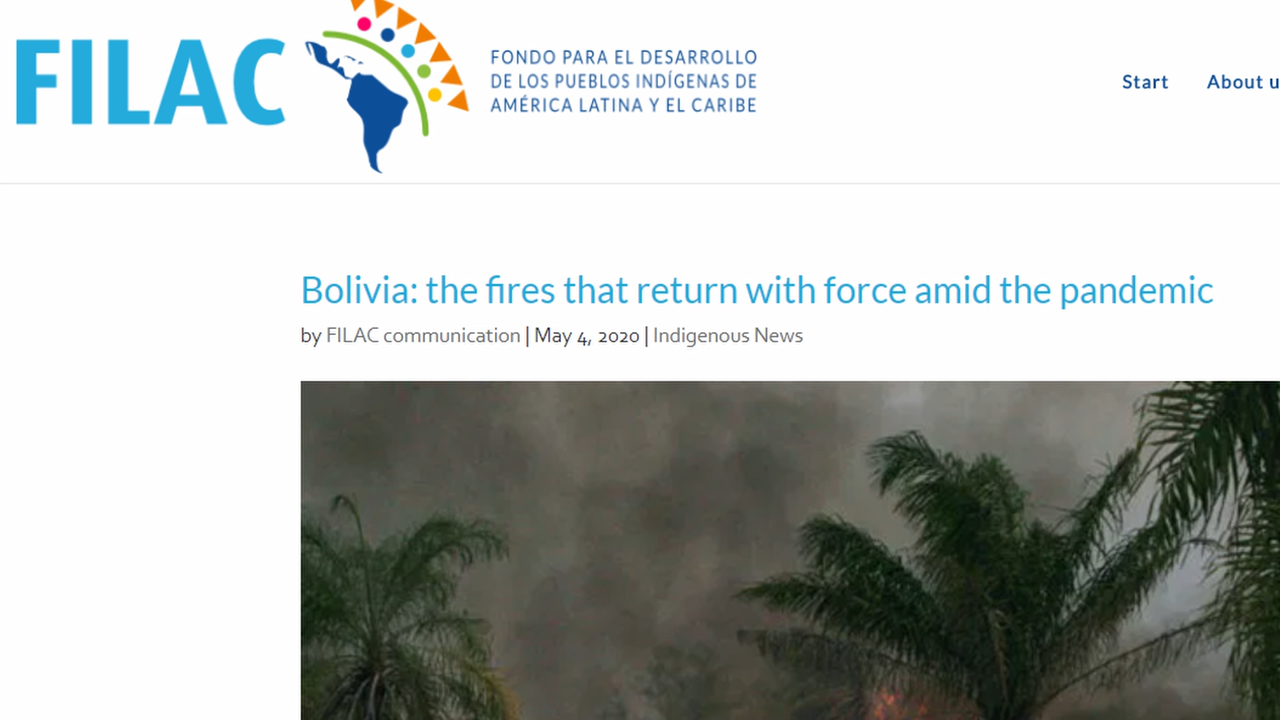 FILAC
FONDO PARA EL DESARROLLO
DE LOS PUEBLOS INDÍGENAS DE
AMÉRICA LATINA Y EL CARIBE
Start About u
Bolivia: the fires that return with force amid the pandemic
by FILAC communication | May 4, 2020 | Indigenous News